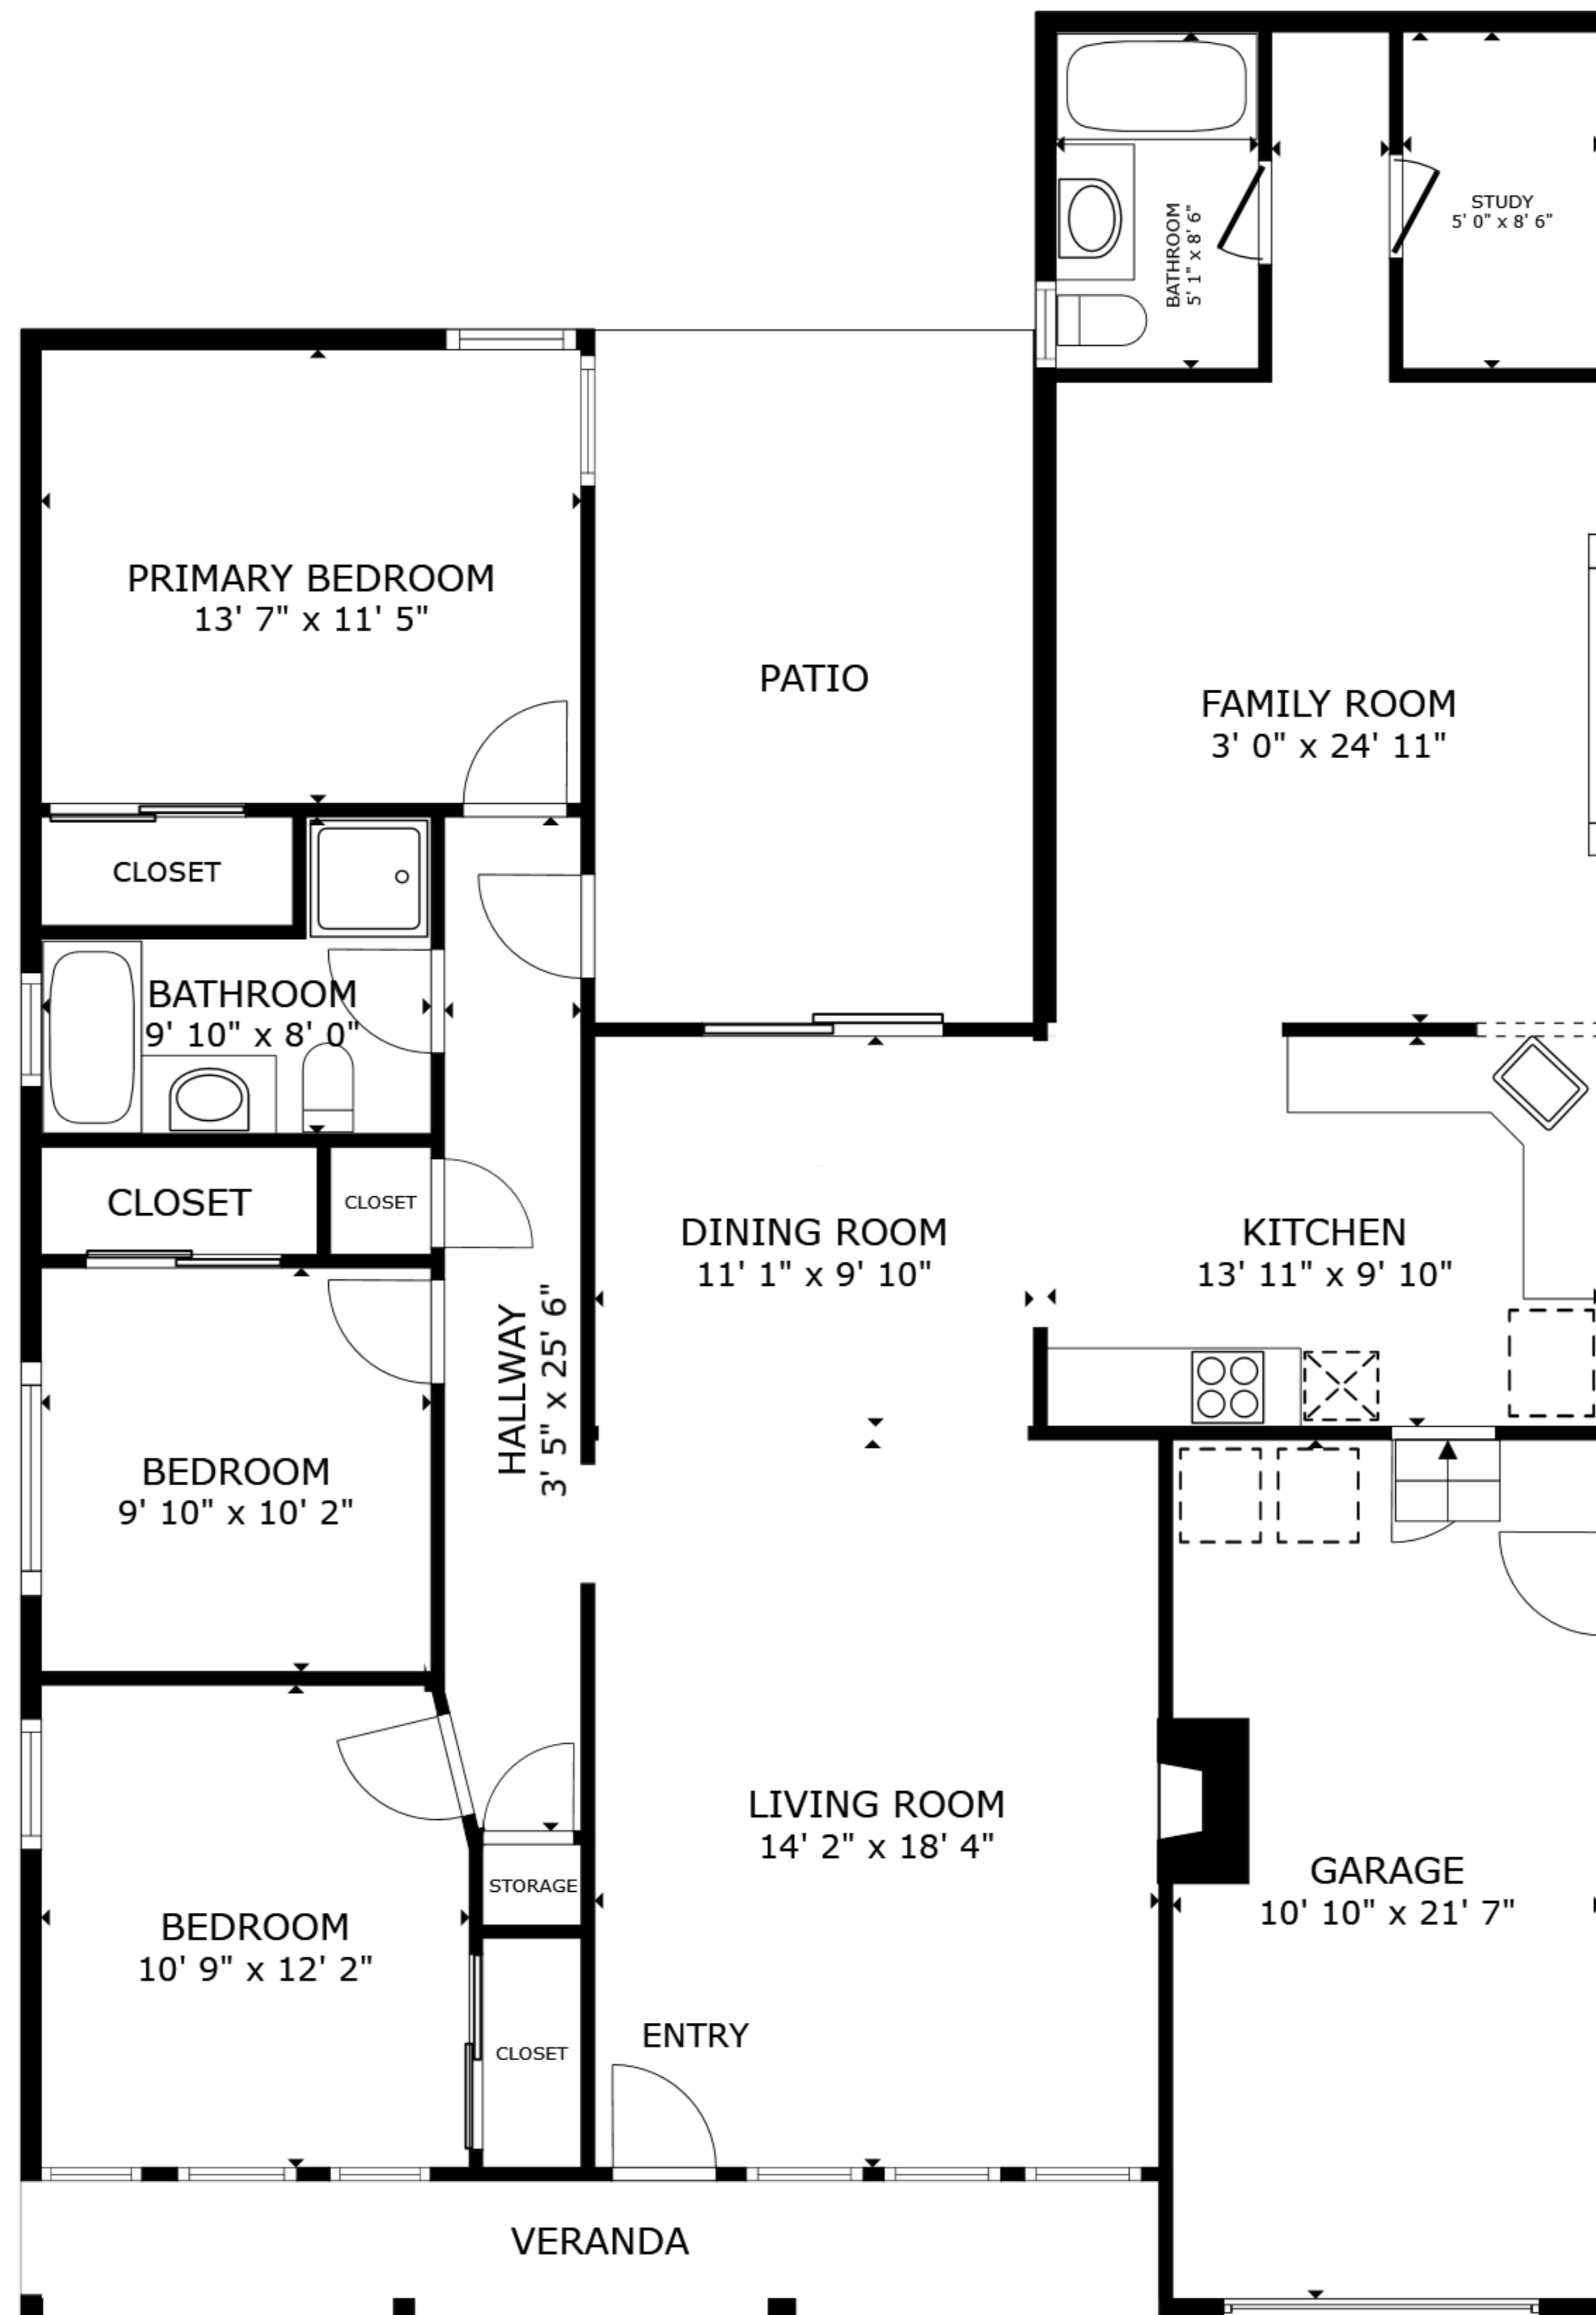 BATHROOM
5' 1" x 8' 6"
STUDY
5' 0" x 8' 6"
PRIMARY BEDROOM
13' 7" x 11' 5"
PATIO
FAMILY ROOM
3' 0" x 24' 11"
CLOSET
BATHROOM
9' 10" x 8' 0"
CLOSET
CLOSET
DINING ROOM
11' 1" x 9' 10"
KITCHEN
13' 11" x 9' 10"
HALLWAY
3' 5" x 25' 6"
BEDROOM
9' 10" x 10' 2"
LIVING ROOM
14' 2" x 18' 4"
GARAGE
10' 10" x 21' 7"
STORAGE
BEDROOM
10' 9" x 12' 2"
ENTRY
CLOSET
VERANDA